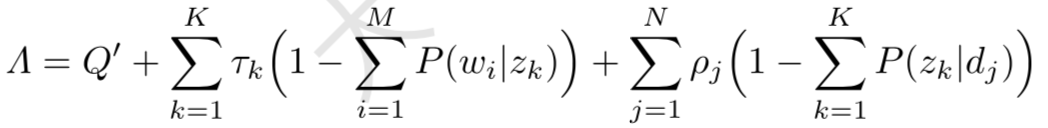 Λ = Q′ + ∑_{k=1}^{K} τ_k (1 − ∑_{i=1}^{M} P(w_i|z_k)) + ∑_{j=1}^{N} ρ_j (1 − ∑_{k=1}^{K} P(z_k|d_j))